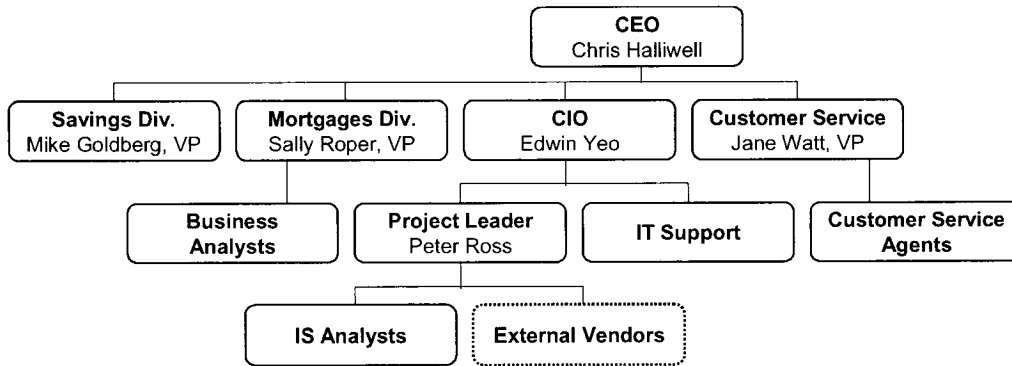 CEO
Chris Halliwell
Savings Div.
Mike Goldberg, VP
Mortgages Div.
Sally Roper, VP
CIO
Edwin Yeo
Customer Service
Jane Watt, VP
Business
Analysts
Project Leader
Peter Ross
IT Support
Customer Service
Agents
IS Analysts
External Vendors